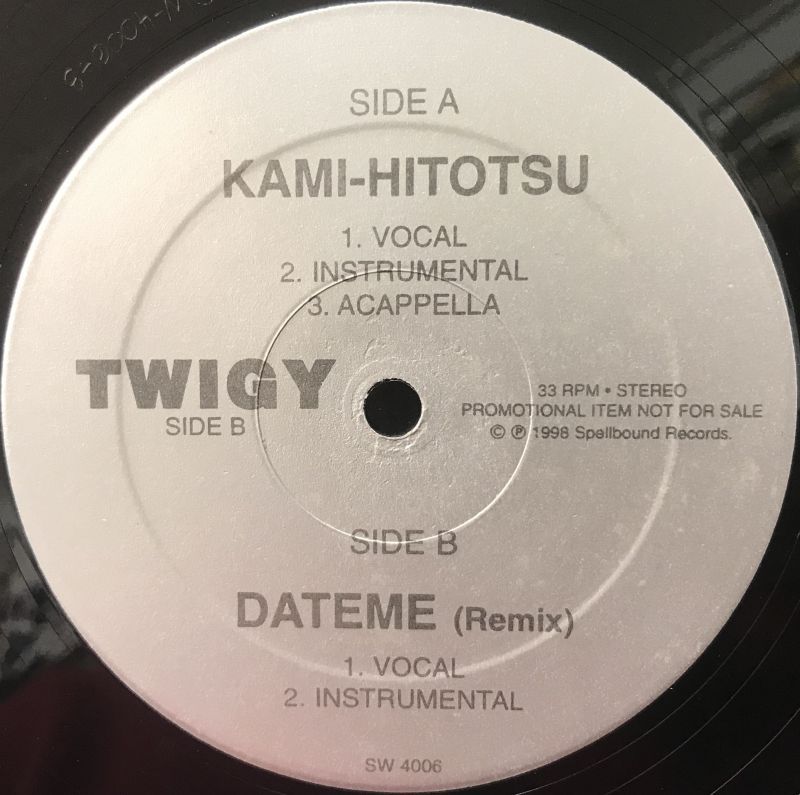 SIDE A
KAMI-HITOTSU
1. VOCAL
2. INSTRUMENTAL
3. ACAPPELLA
TWIGY
SIDE B
33 RPM • STEREO
PROMOTIONAL ITEM NOT FOR SALE
© ℗ 1998 Spellbound Records.
SIDE B
DATEME (Remix)
1. VOCAL
2. INSTRUMENTAL
SW 4006